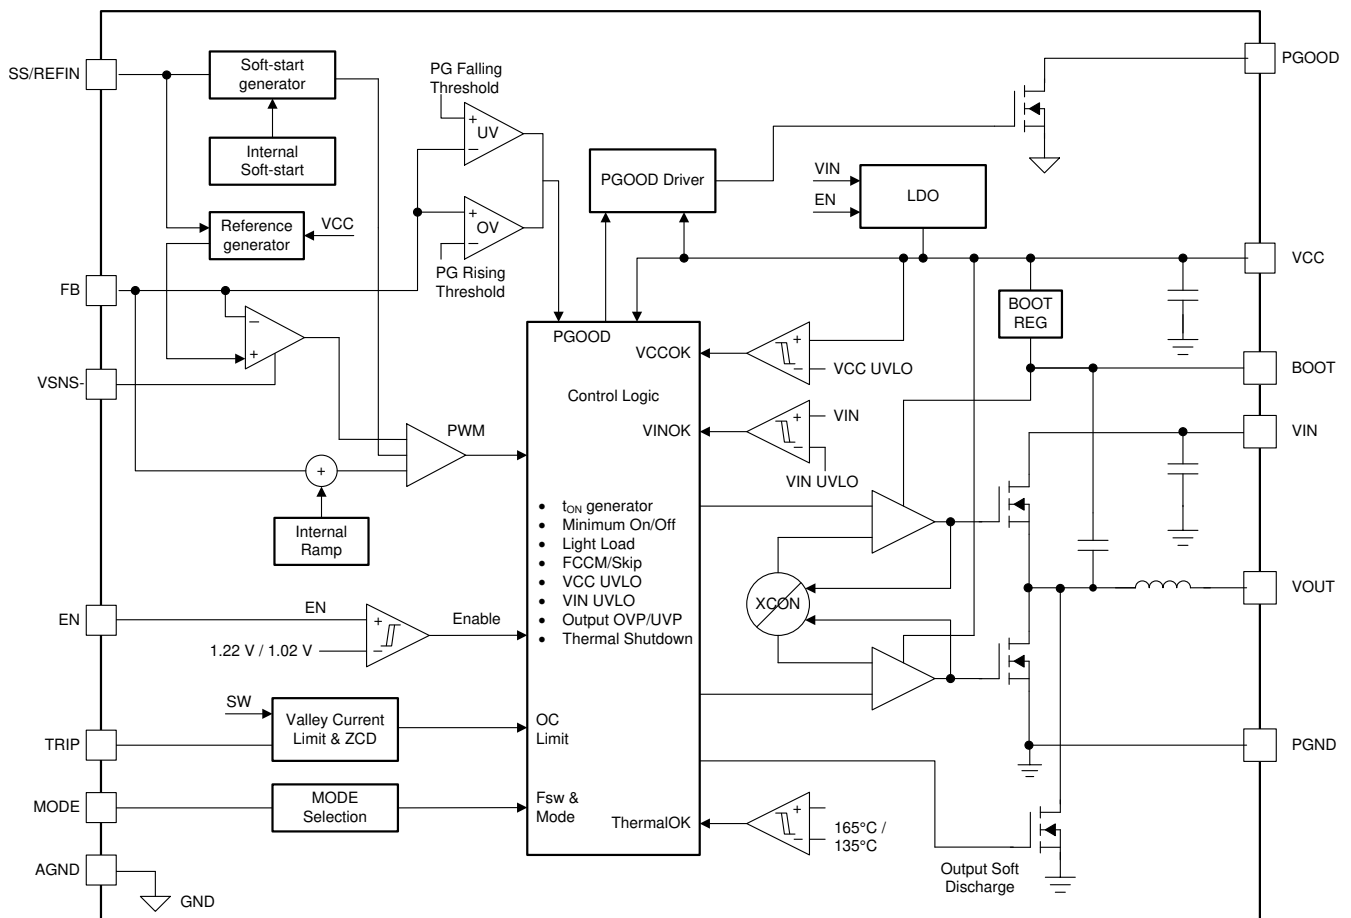 SS/REFIN
Soft-start
generator
Internal
Soft-start
Reference
generator
VCC
FB
VSNS-
PG Falling
Threshold
+
UV
−
+
OV
−
PG Rising
Threshold
−
+
PWM
+
Internal
Ramp
EN
EN
+
−
1.22 V / 1.02 V
Enable
SW
TRIP
Valley Current
Limit & ZCD
MODE
MODE
Selection
AGND
GND
PGOOD Driver
VIN
EN
LDO
PGOOD
VCC
BOOT
REG
BOOT
VIN
VOUT
PGND
PGOOD
VCCOK
Control Logic
VINOK
• tON generator
• Minimum On/Off
• Light Load
• FCCM/Skip
• VCC UVLO
• VIN UVLO
• Output OVP/UVP
• Thermal Shutdown
OC
Limit
Fsw &
Mode
ThermalOK
+
−
VCC UVLO
+
VIN
−
VIN UVLO
XCON
+
−
165°C /
135°C
Output Soft
Discharge